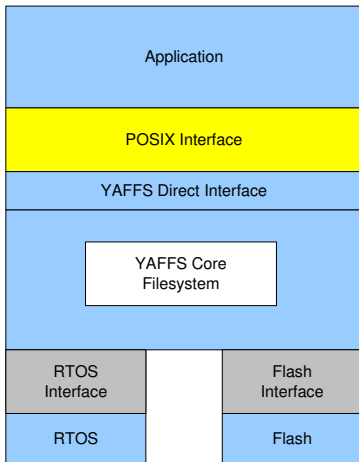 Application
POSIX Interface
YAFFS Direct Interface
YAFFS Core
Filesystem
RTOS
Interface
Flash
Interface
RTOS
Flash